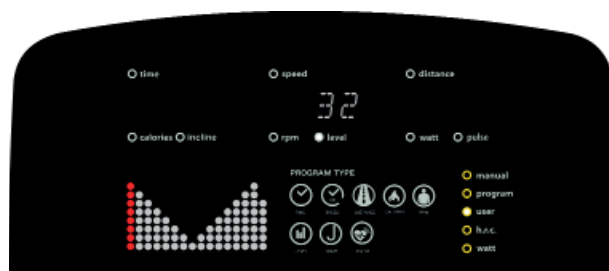 time speed distance
32
calories incline rpm level watt pulse
PROGRAM TYPE
manual
program
user
h.r.c.
watt